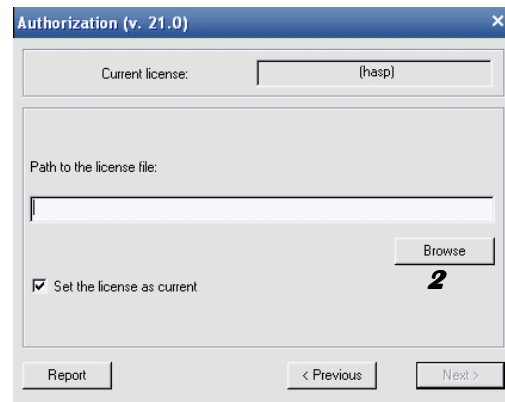 Authorization (v. 21.0)
Current license: (hasp)
Path to the license file:
Browse
2
Set the license as current
Report < Previous Next >